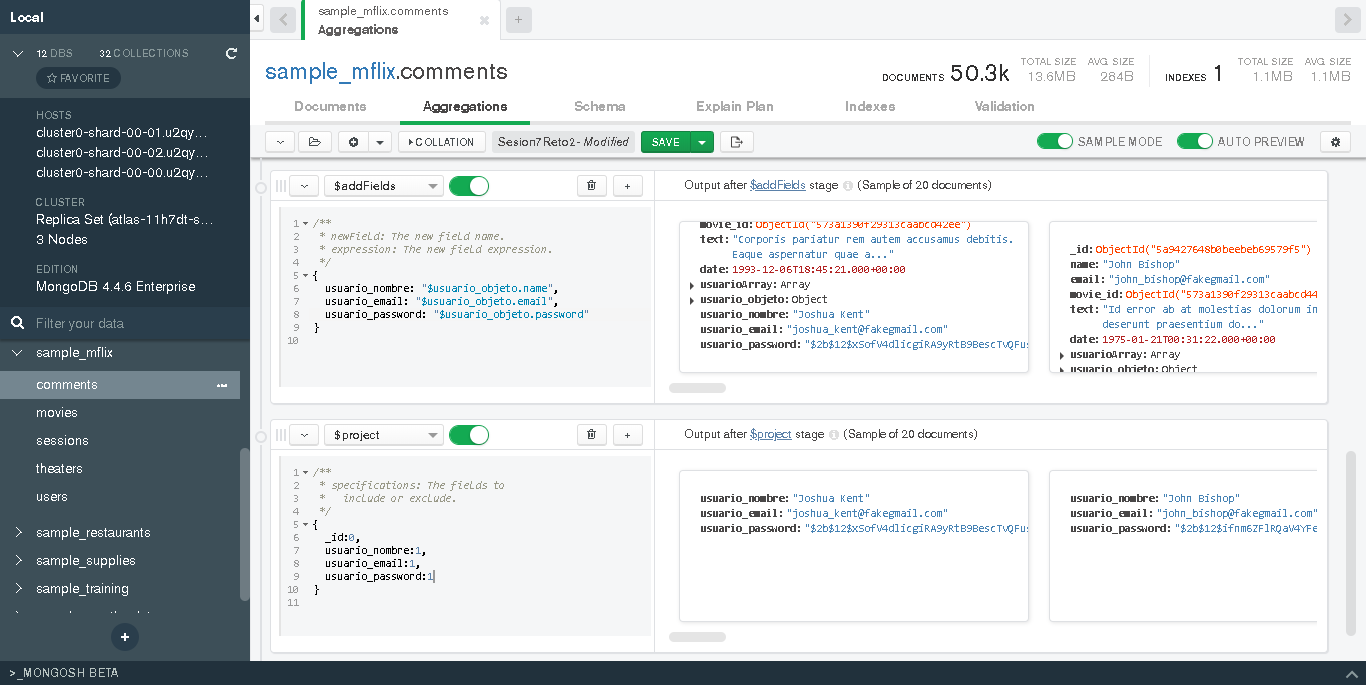 Local
12 DBS 32 COLLECTIONS
FAVORITE
HOSTS
cluster0-shard-00-01.u2qy...
cluster0-shard-00-02.u2qy...
cluster0-shard-00-00.u2qy...
CLUSTER
Replica Set (atlas-11h7dt-s...
3 Nodes
EDITION
MongoDB 4.4.6 Enterprise
Filter your data
sample_mflix
comments
movies
sessions
theaters
users
sample_restaurants
sample_supplies
sample_training
>_MONGOSH BETA
sample_mflix.comments
Aggregations
sample_mflix.comments
DOCUMENTS 50.3k TOTAL SIZE 13.6MB AVG. SIZE 284B INDEXES 1 TOTAL SIZE 1.1MB AVG. SIZE 1.1MB
Documents Aggregations Schema Explain Plan Indexes Validation
COLLATION Sesion7Reto2- Modified SAVE SAMPLE MODE AUTO PREVIEW
$addFields
1 /**
2 * newField: The new field name.
3 * expression: The new field expression.
4 */
5 {
6 usuario_nombre: "$usuario_objeto.name",
7 usuario_email: "$usuario_objeto.email",
8 usuario_password: "$usuario_objeto.password"
9 }
10
Output after $addFields stage (Sample of 20 documents)
movie_id: ObjectId("573a1390f29313caabcd42ee")
text: "Corporis pariatur rem autem accusamus debitis.
Eaque aspernatur quae a..."
date: 1993-12-06T18:45:21.000+00:00
usuarioArray: Array
usuario_objeto: Object
usuario_nombre: "Joshua Kent"
usuario_email: "joshua_kent@fakegmail.com"
usuario_password: "$2b$12$xSofV4dlicgiRA9yRtB9BescTvQFus
_id: ObjectId("5a9427648b0beebeb69579f5")
name: "John Bishop"
email: "john_bishop@fakegmail.com"
movie_id: ObjectId("573a1390f29313caabcd44
text: "Id error ab at molestias dolorum in
deserunt praesentium do..."
date: 1975-01-21T00:31:22.000+00:00
usuarioArray: Array
usuario_objeto: Object
$project
1 /**
2 * specifications: The fields to
3 * include or exclude.
4 */
5 {
6 _id:0,
7 usuario_nombre:1,
8 usuario_email:1,
9 usuario_password:1
10 }
11
Output after $project stage (Sample of 20 documents)
usuario_nombre: "Joshua Kent"
usuario_email: "joshua_kent@fakegmail.com"
usuario_password: "$2b$12$xSofV4dlicgiRA9yRtB9BescTvQFus
usuario_nombre: "John Bishop"
usuario_email: "john_bishop@fakegmail.com"
usuario_password: "$2b$12$ifnm6ZFlRQaV4YFe